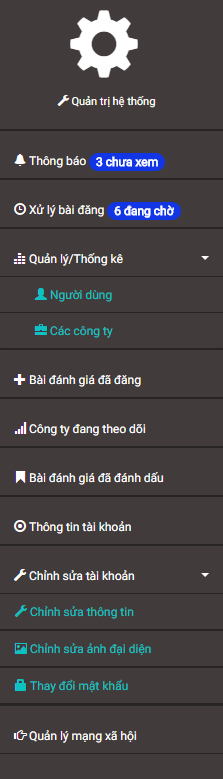 Quản trị hệ thống
Thông báo 3 chưa xem
Xử lý bài đăng 6 đang chờ
Quản lý/Thống kê
Người dùng
Các công ty
Bài đánh giá đã đăng
Công ty đang theo dõi
Bài đánh giá đã đánh dấu
Thông tin tài khoản
Chỉnh sửa tài khoản
Chỉnh sửa thông tin
Chỉnh sửa ảnh đại diện
Thay đổi mật khẩu
Quản lý mạng xã hội